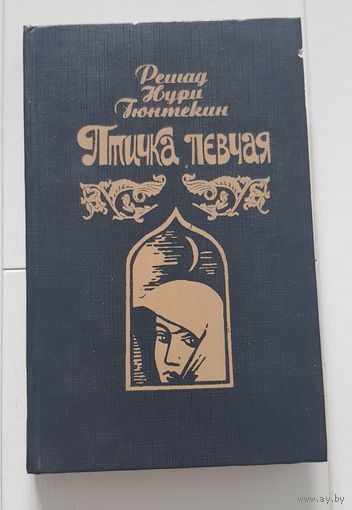 Решад
Нури
Гюнтекин
Птичка певчая
www.ay.by